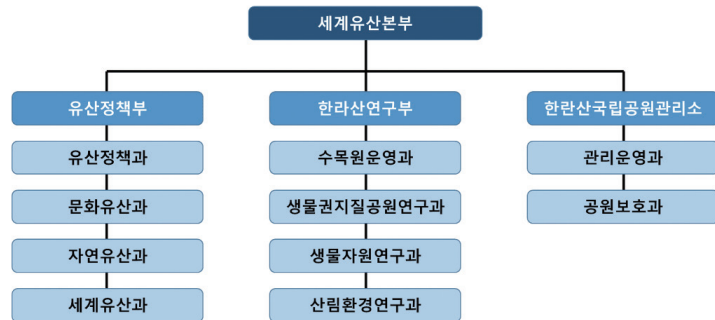 세계유산본부
유산정책부
한라산연구부
한란산국립공원관리소
유산정책과
수목원운영과
관리운영과
문화유산과
생물권지질공원연구과
공원보호과
자연유산과
생물자원연구과
세계유산과
산림환경연구과